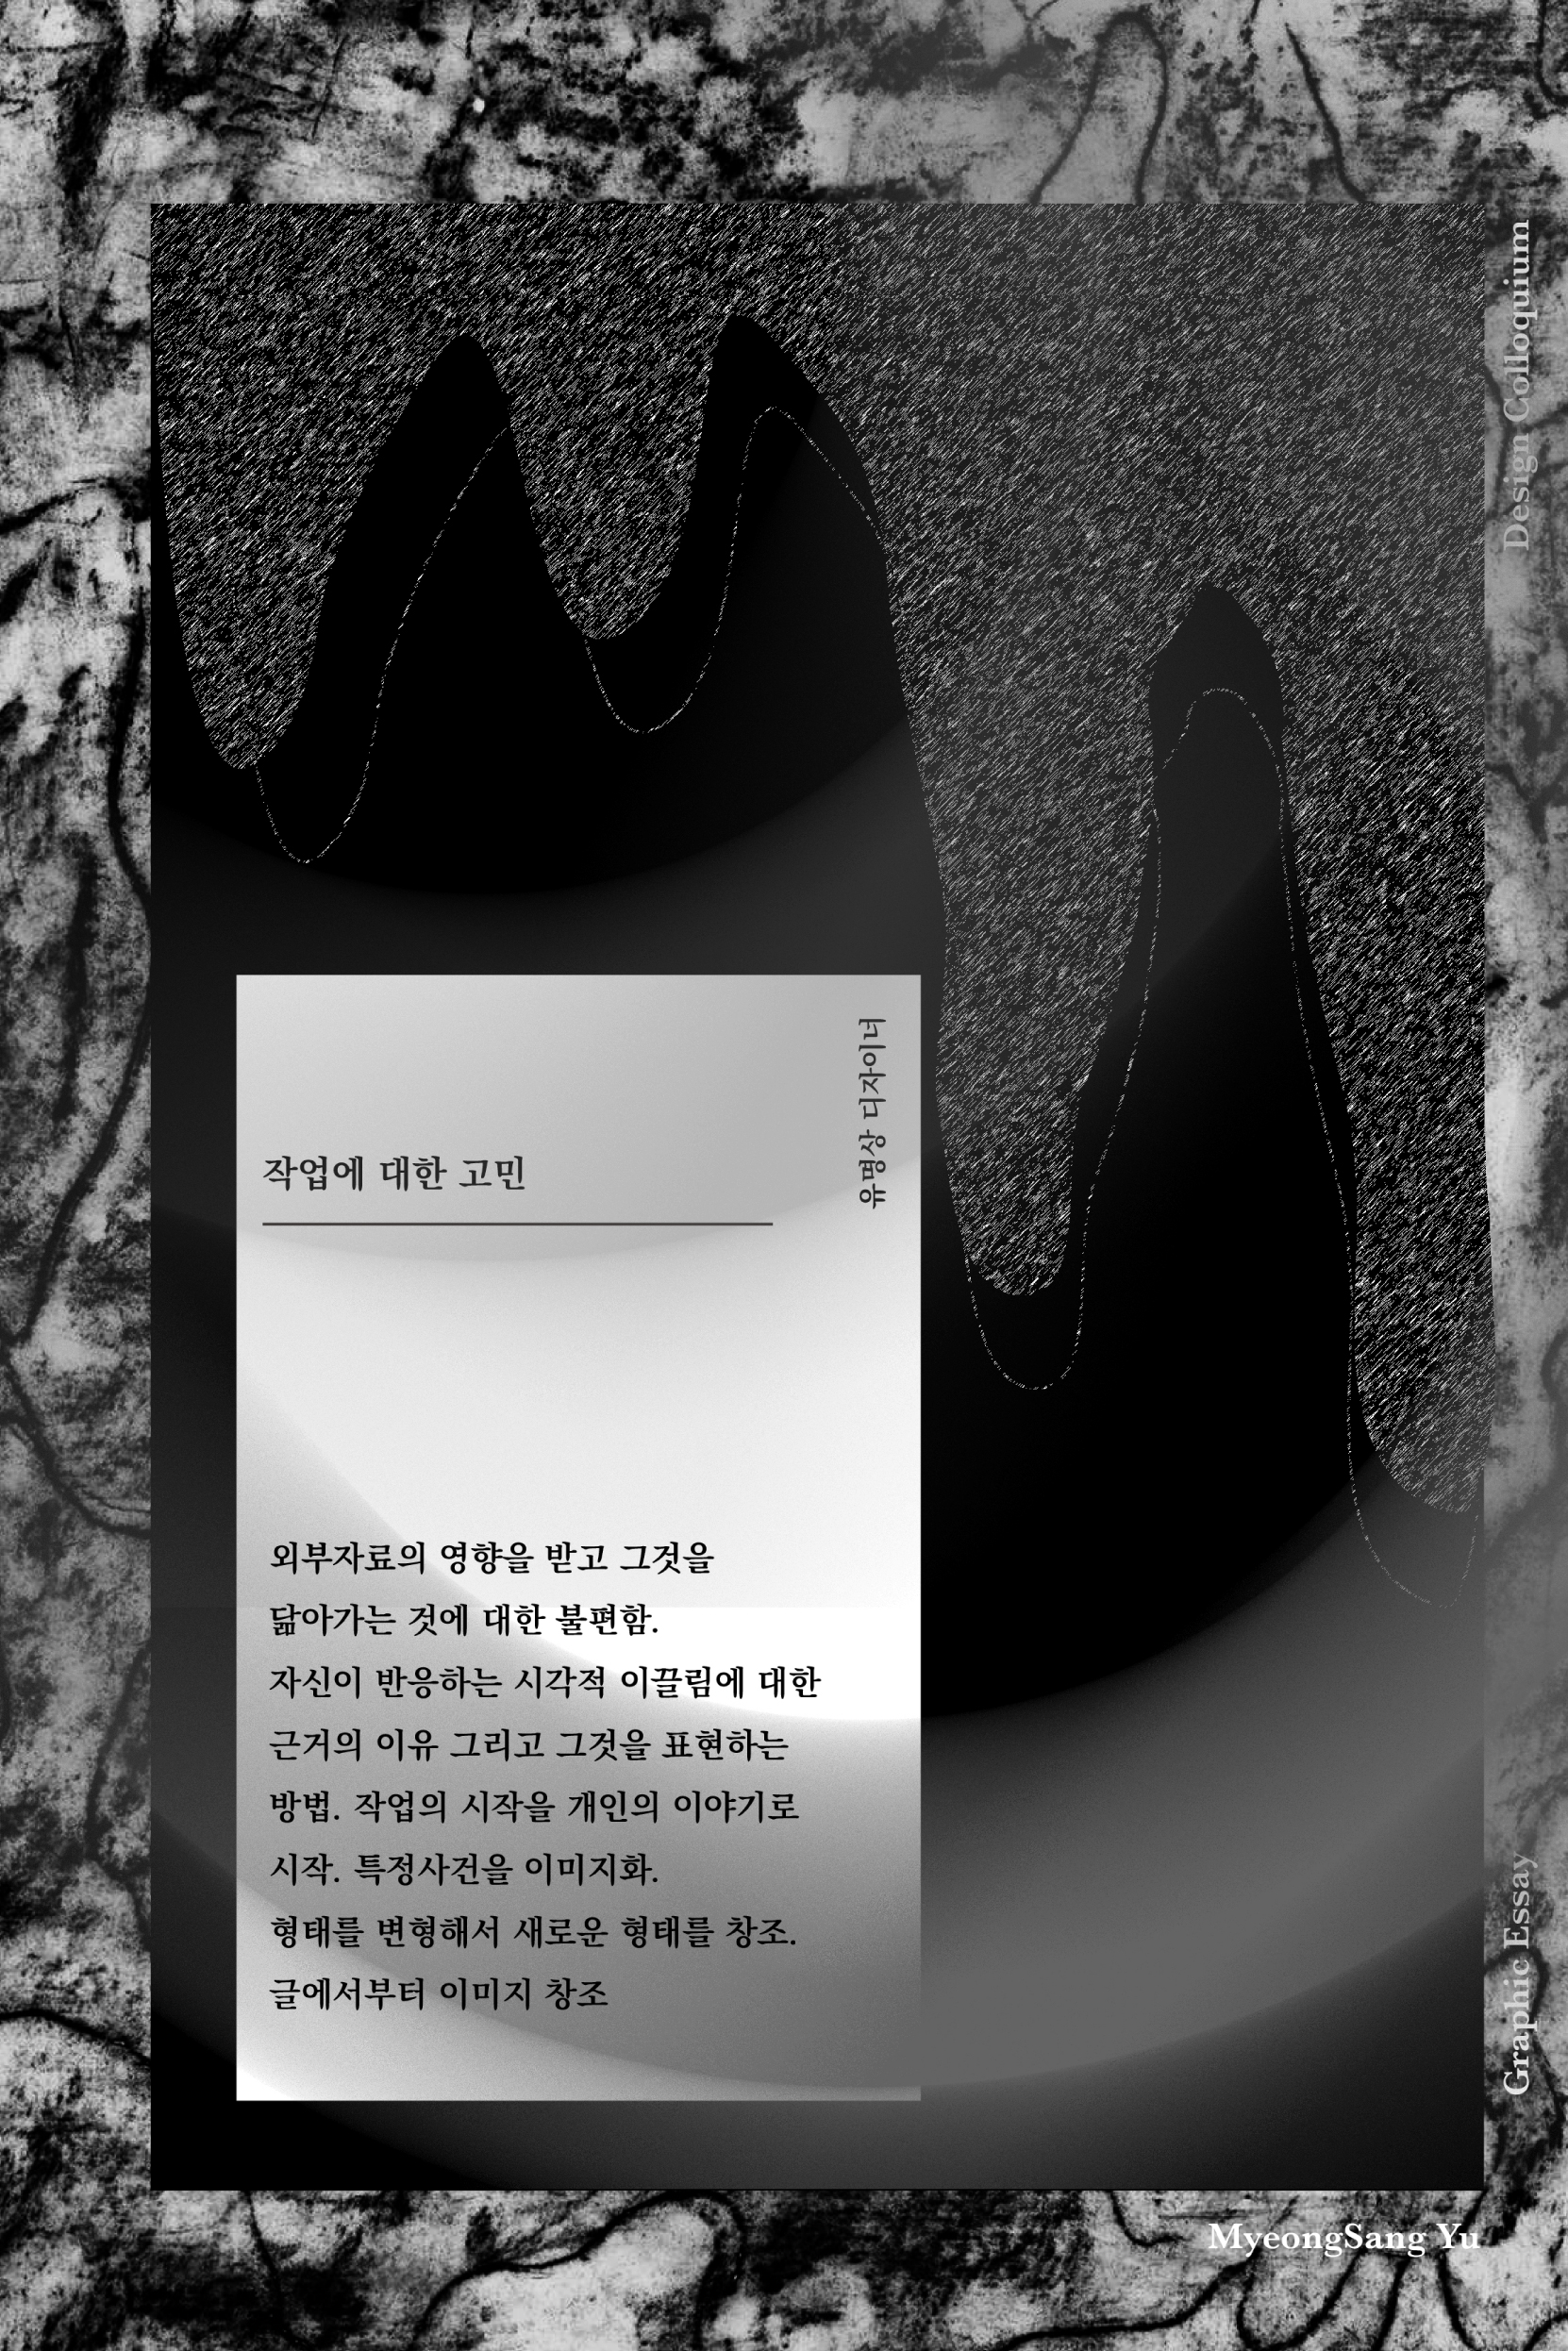 Design Colloquium
유명상 디자이너
작업에 대한 고민
외부자료의 영향을 받고 그것을
닮아가는 것에 대한 불편함.
자신이 반응하는 시각적 이끌림에 대한
근거의 이유 그리고 그것을 표현하는
방법. 작업의 시작을 개인의 이야기로
시작. 특정사건을 이미지화.
형태를 변형해서 새로운 형태를 창조.
글에서부터 이미지 창조
Graphic Essay
MyeongSang Yu